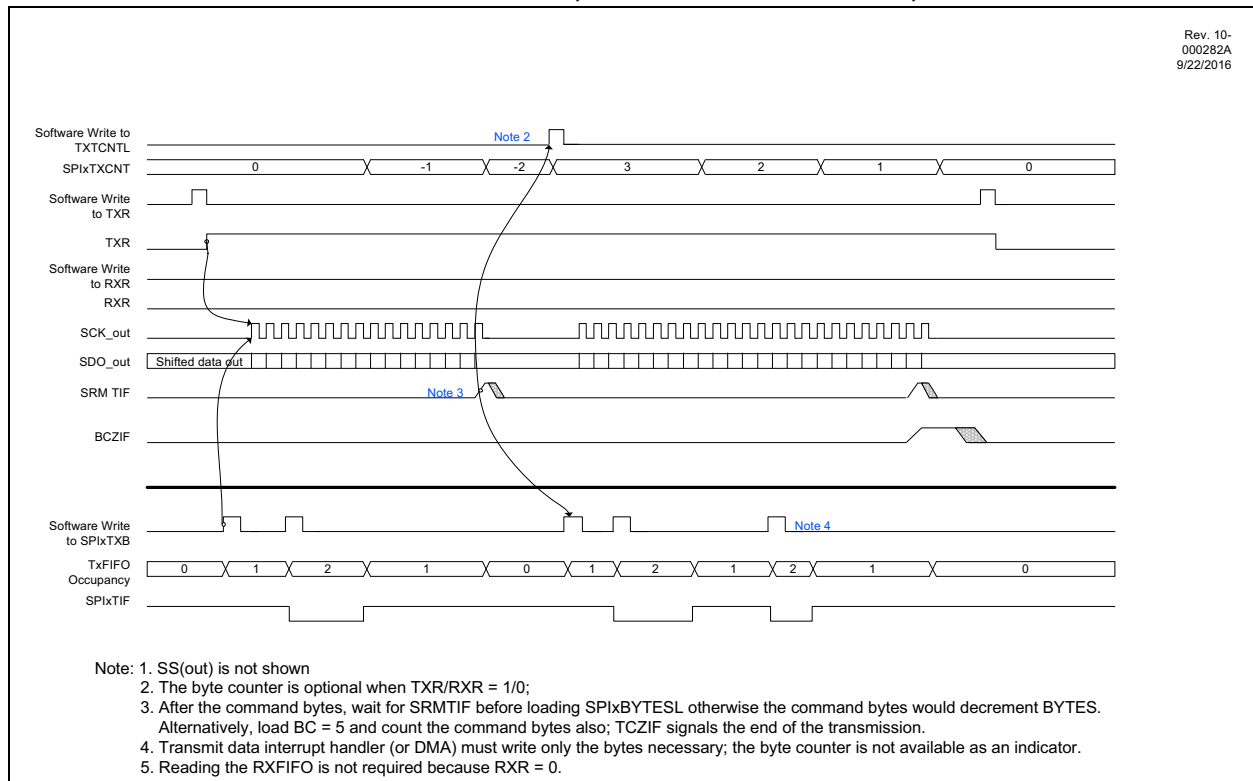 Rev. 10-
000282A
9/22/2016
Software Write to
TXTCNTL
Note 2
SPIxTXCNT
0 -1 -2 3 2 1 0
Software Write
to TXR
TXR
Software Write
to RXR
RXR
SCK_out
SDO_out
Shifted data out
SRM TIF
Note 3
BCZIF
Software Write
to SPIxTXB
Note 4
TxFIFO
Occupancy
0 1 2 1 0 1 2 1 2 1 0
SPIxTIF
Note: 1. SS(out) is not shown
2. The byte counter is optional when TXR/RXR = 1/0;
3. After the command bytes, wait for SRMTIF before loading SPIxBYTESL otherwise the command bytes would decrement BYTES.
Alternatively, load BC = 5 and count the command bytes also; TCZIF signals the end of the transmission.
4. Transmit data interrupt handler (or DMA) must write only the bytes necessary; the byte counter is not available as an indicator.
5. Reading the RXFIFO is not required because RXR = 0.